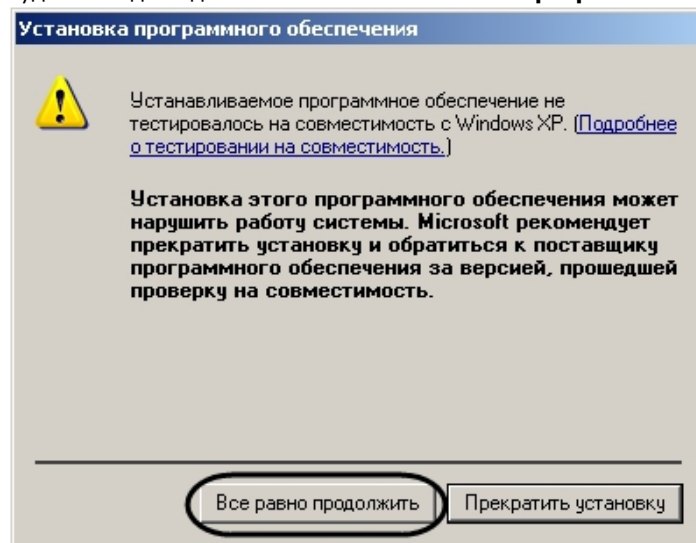 Установка программного обеспечения
Устанавливаемое программное обеспечение не
тестировалось на совместимость с Windows XP. (Подробнее
о тестировании на совместимость.)
Установка этого программного обеспечения может
нарушить работу системы. Microsoft рекомендует
прекратить установку и обратиться к поставщику
программного обеспечения за версией, прошедшей
проверку на совместимость.
Все равно продолжить Прекратить установку